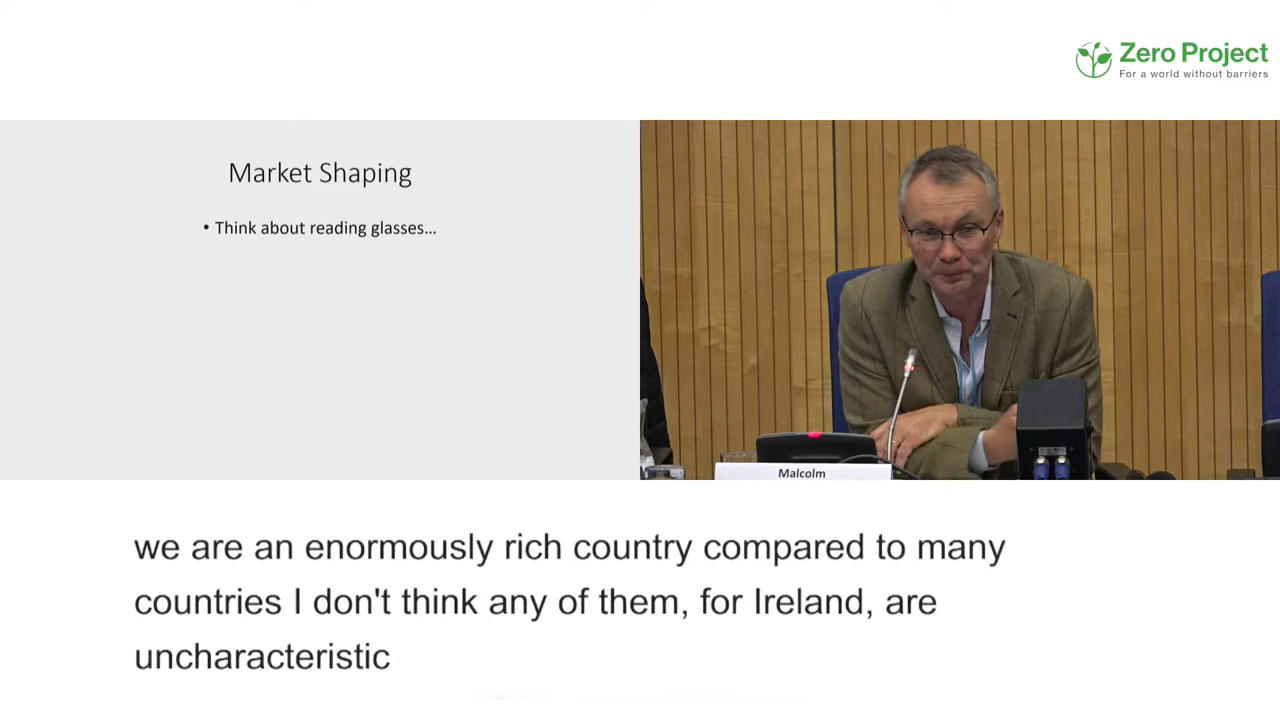 Zero Project
For a world without barriers
Market Shaping
• Think about reading glasses...
Malcolm
we are an enormously rich country compared to many
countries I don't think any of them, for Ireland, are
uncharacteristic